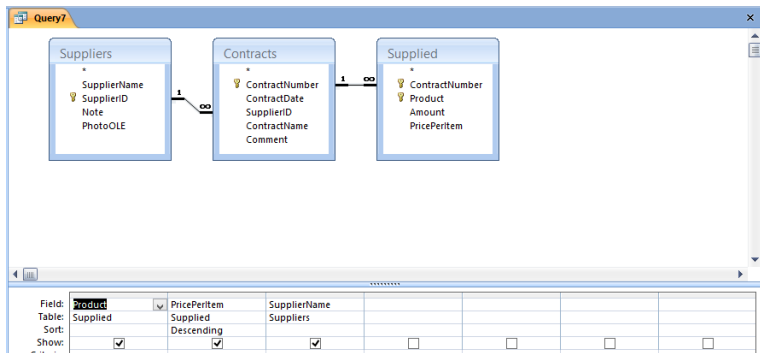 Query7
Suppliers
*
SupplierName
SupplierID
Note
PhotoOLE
1
∞
Contracts
*
ContractNumber
ContractDate
SupplierID
ContractName
Comment
1
∞
Supplied
*
ContractNumber
Product
Amount
PricePerItem
Field: Product PricePerItem SupplierName
Table: Supplied Supplied Suppliers
Sort: Descending
Show: